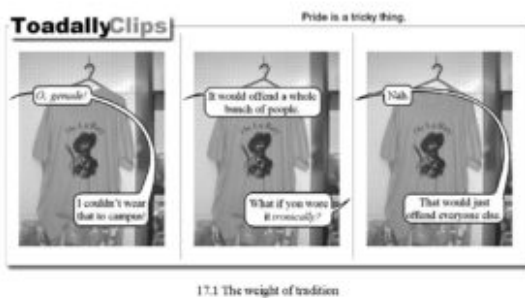 Pride is a tricky thing.
ToadallyClips
O, gemade!
I couldn't wear
that to campus!
It would offend a whole
bunch of people.
What if you wore
it ironically?
Nah.
That would just
offend everyone else.
17.1 The weight of tradition